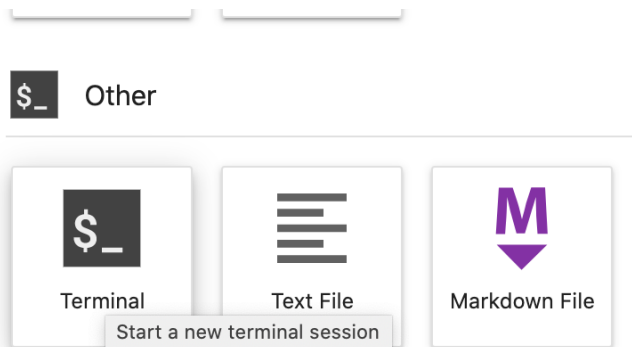 $_ Other
$_
M
Terminal Text File Markdown File
Start a new terminal session